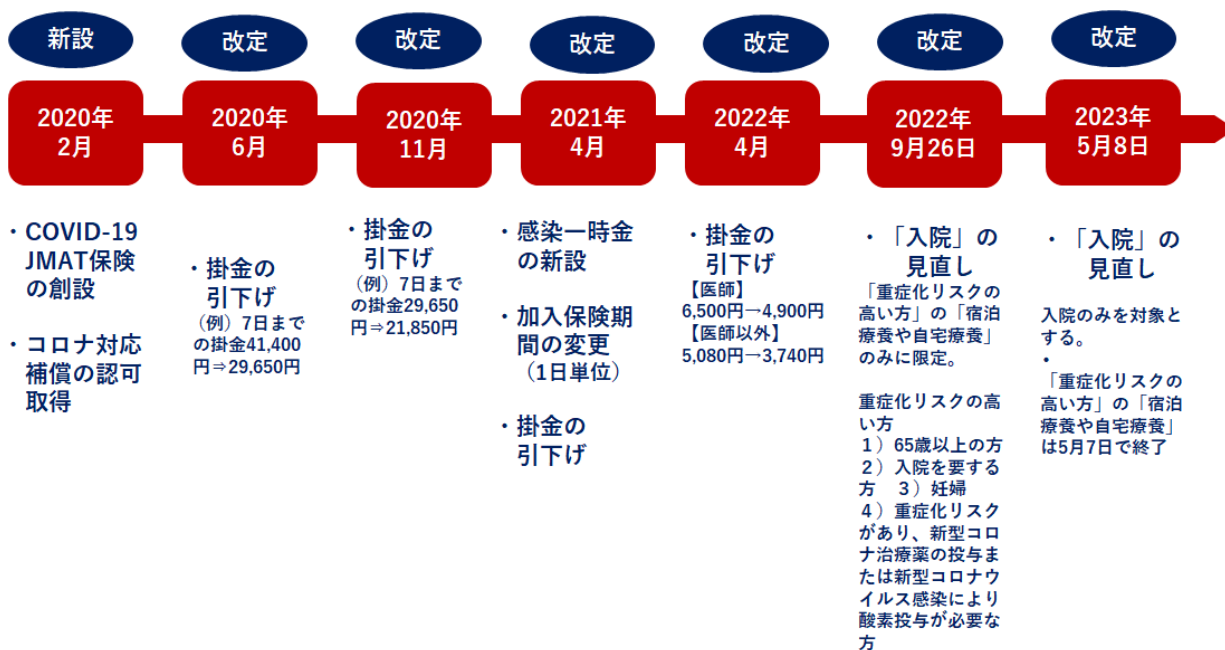 新設
2020年
2月
・COVID-19
JMAT保険
の創設
・コロナ対応
補償の認可
取得
改定
2020年
6月
・掛金の
引下げ
（例）7日まで
の掛金41,400
円⇒29,650円
改定
2020年
11月
・掛金の
引下げ
（例）7日まで
の掛金29,650
円⇒21,850円
改定
2021年
4月
・感染一時金
の新設
・加入保険期
間の変更
（1日単位）
・掛金の
引下げ
改定
2022年
4月
・掛金の
引下げ
【医師】
6,500円→4,900円
【医師以外】
5,080円→3,740円
改定
2022年
9月26日
・「入院」の
見直し
「重症化リスクの
高い方」の「宿泊
療養や自宅療養」
のみに限定。
重症化リスクの高
い方
１）65歳以上の方
２）入院を要する
方　３）妊婦
４）重症化リスク
があり、新型コロ
ナ治療薬の投与ま
たは新型コロナウ
イルス感染により
酸素投与が必要な
方
改定
2023年
5月8日
・「入院」の
見直し
入院のみを対象と
する。
・
「重症化リスクの
高い方」の「宿泊
療養や自宅療養」
は5月7日で終了